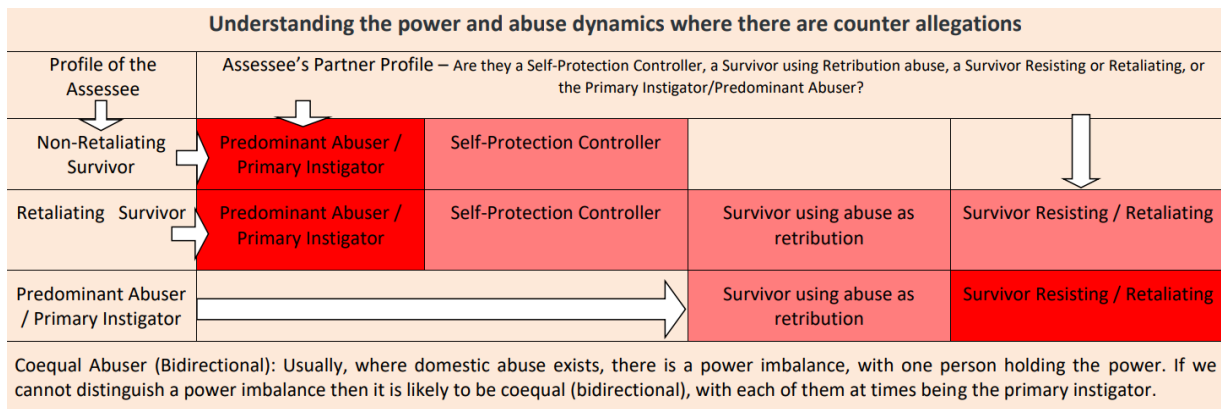 Understanding the power and abuse dynamics where there are counter allegations
Profile of the
Assessee
Assessee's Partner Profile – Are they a Self-Protection Controller, a Survivor using Retribution abuse, a Survivor Resisting or Retaliating, or
the Primary Instigator/Predominant Abuser?
Non-Retaliating
Survivor
Predominant Abuser /
Primary Instigator
Self-Protection Controller
Retaliating Survivor
Predominant Abuser /
Primary Instigator
Self-Protection Controller
Survivor using abuse as
retribution
Survivor Resisting / Retaliating
Predominant Abuser
/ Primary Instigator
Survivor using abuse as
retribution
Survivor Resisting / Retaliating
Coequal Abuser (Bidirectional): Usually, where domestic abuse exists, there is a power imbalance, with one person holding the power. If we
cannot distinguish a power imbalance then it is likely to be coequal (bidirectional), with each of them at times being the primary instigator.